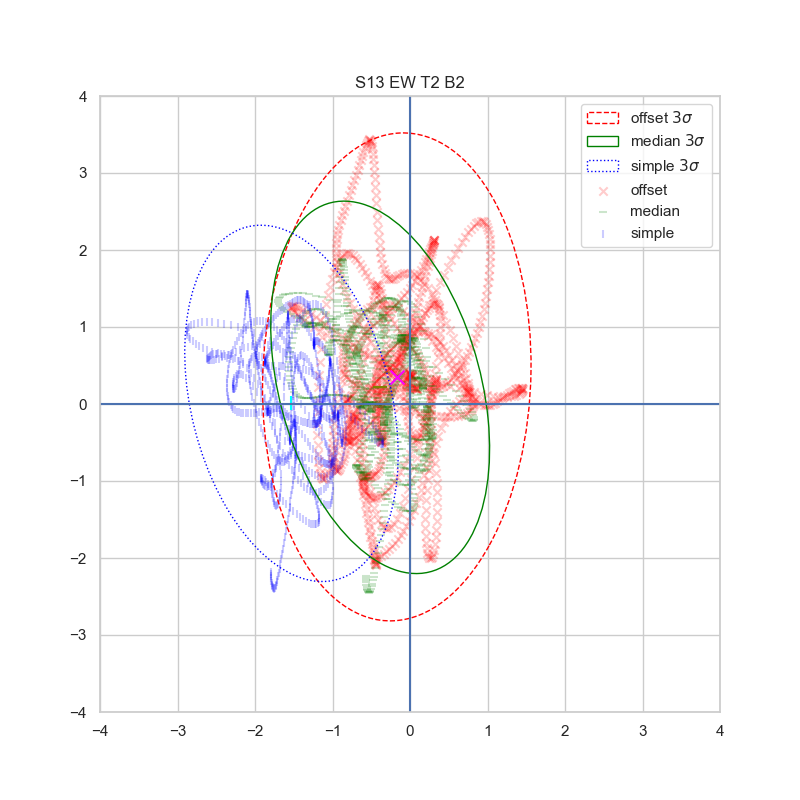 S13 EW T2 B2
offset 3σ
median 3σ
simple 3σ
offset
median
simple
4
3
2
1
0
−1
−2
−3
−4
−4 −3 −2 −1 0 1 2 3 4